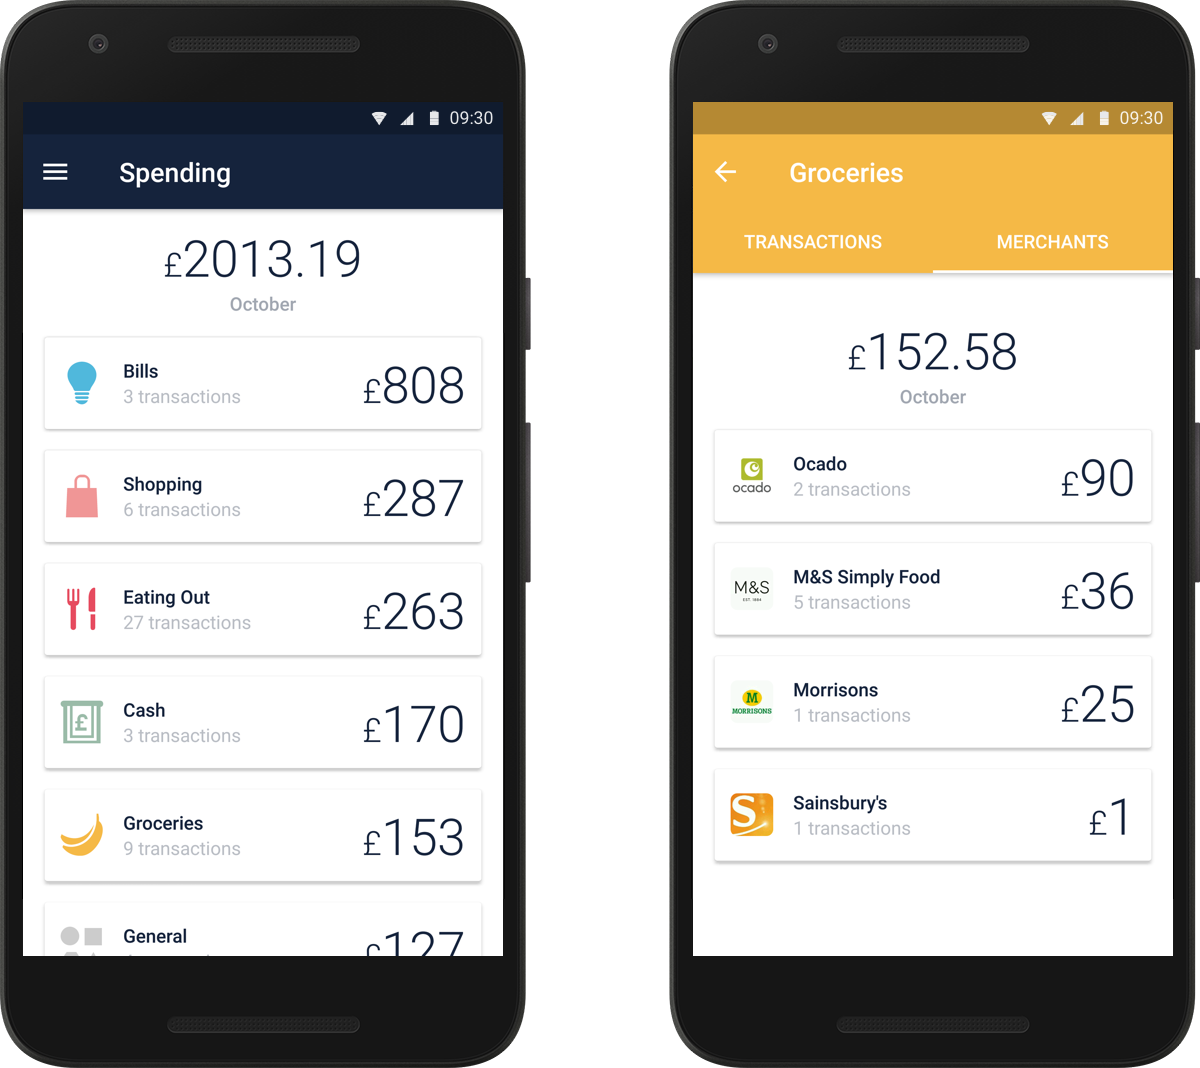 09:30
Spending
£2013.19
October
Bills
3 transactions
£808
Shopping
6 transactions
£287
Eating Out
27 transactions
£263
Cash
3 transactions
£170
£
Groceries
9 transactions
£153
General
£127
09:30
Groceries
TRANSACTIONS
MERCHANTS
£152.58
October
ocado
Ocado
2 transactions
£90
M&S
EST. 1884
M&S Simply Food
5 transactions
£36
M
MORRISONS
Morrisons
1 transactions
£25
S
Sainsbury's
1 transactions
£1